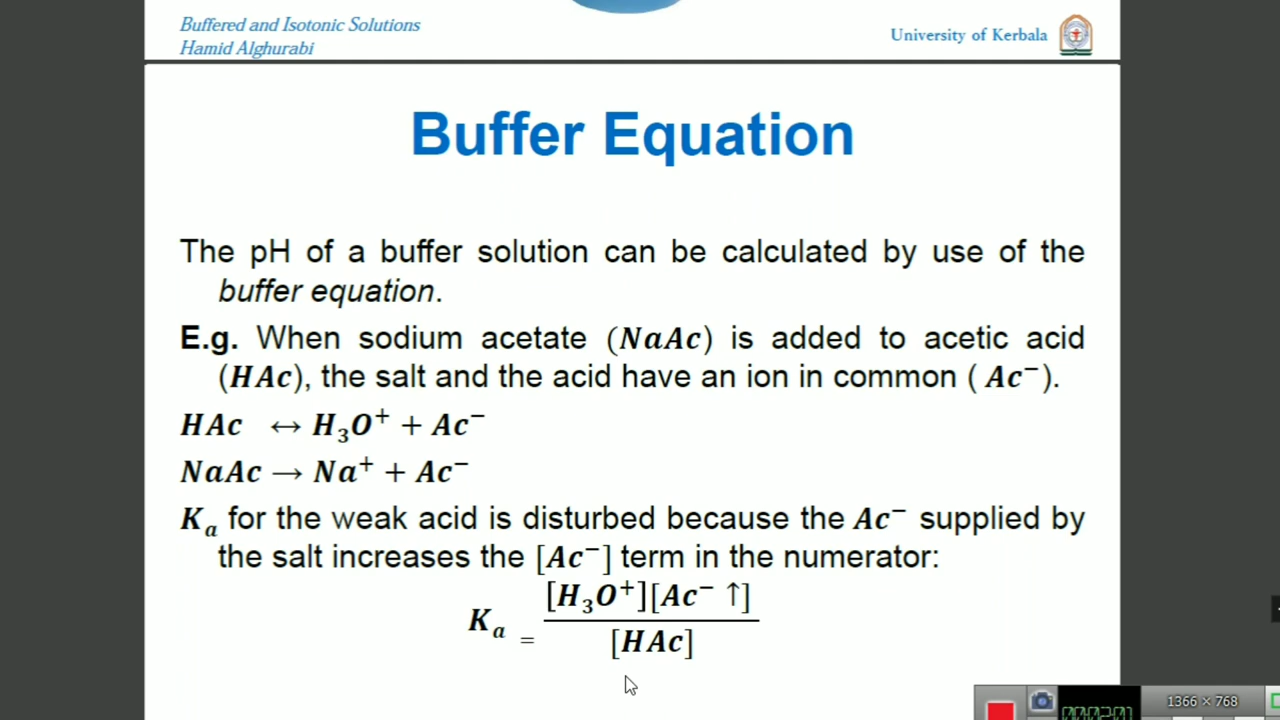 Buffered and Isotonic Solutions
Hamid Alghurabi
University of Kerbala
Buffer Equation
The pH of a buffer solution can be calculated by use of the
buffer equation.
E.g. When sodium acetate (NaAc) is added to acetic acid
(HAc), the salt and the acid have an ion in common ( Ac⁻).
HAc ↔ H₃O⁺ + Ac⁻
NaAc → Na⁺ + Ac⁻
Kₐ for the weak acid is disturbed because the Ac⁻ supplied by
the salt increases the [Ac⁻] term in the numerator:
[H₃O⁺][Ac⁻ ↑]
Kₐ =
[HAc]
1366 × 768